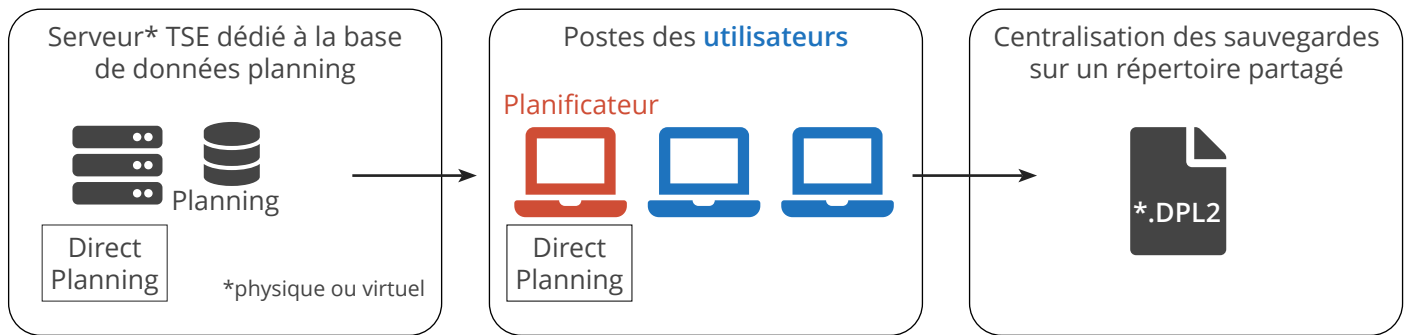 Serveur* TSE dédié à la base
de données planning
Planning
Direct
Planning
*physique ou virtuel
Postes des utilisateurs
Planificateur
Direct
Planning
Centralisation des sauvegardes
sur un répertoire partagé
*.DPL2